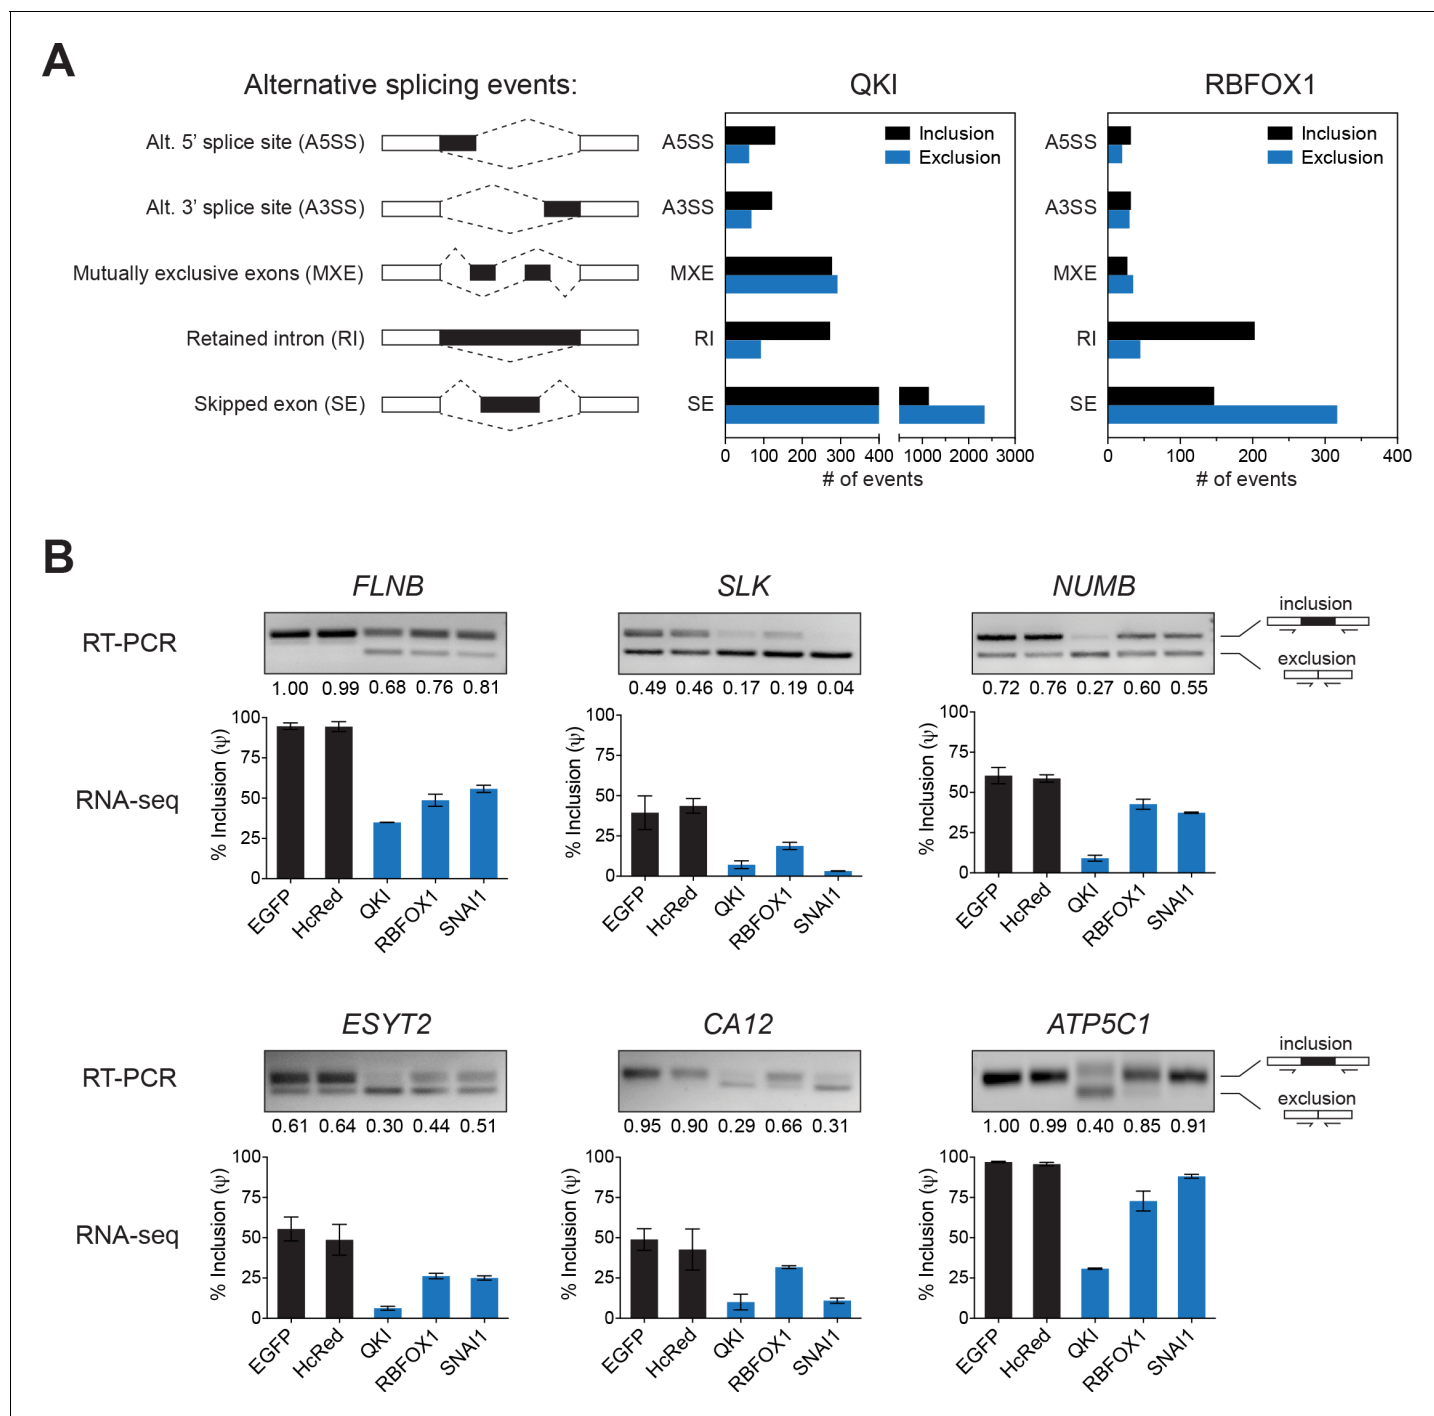 A
Alternative splicing events:
QKI
RBFOX1
Alt. 5' splice site (A5SS)
Alt. 3' splice site (A3SS)
Mutually exclusive exons (MXE)
Retained intron (RI)
Skipped exon (SE)
A5SS
A3SS
MXE
RI
SE
Inclusion
Exclusion
0 100 200 300 400 1000 2000 3000
# of events
A5SS
A3SS
MXE
RI
SE
Inclusion
Exclusion
0 100 200 300 400
# of events
B
FLNB
SLK
NUMB
RT-PCR
inclusion
exclusion
1.00 0.99 0.68 0.76 0.81
0.49 0.46 0.17 0.19 0.04
0.72 0.76 0.27 0.60 0.55
RNA-seq
% Inclusion (ψ)
100
75
50
25
0
EGFP HcRed QKI RBFOX1 SNAI1
% Inclusion (ψ)
100
75
50
25
0
EGFP HcRed QKI RBFOX1 SNAI1
% Inclusion (ψ)
100
75
50
25
0
EGFP HcRed QKI RBFOX1 SNAI1
ESYT2
CA12
ATP5C1
RT-PCR
inclusion
exclusion
0.61 0.64 0.30 0.44 0.51
0.95 0.90 0.29 0.66 0.31
1.00 0.99 0.40 0.85 0.91
RNA-seq
% Inclusion (ψ)
100
75
50
25
0
EGFP HcRed QKI RBFOX1 SNAI1
% Inclusion (ψ)
100
75
50
25
0
EGFP HcRed QKI RBFOX1 SNAI1
% Inclusion (ψ)
100
75
50
25
0
EGFP HcRed QKI RBFOX1 SNAI1